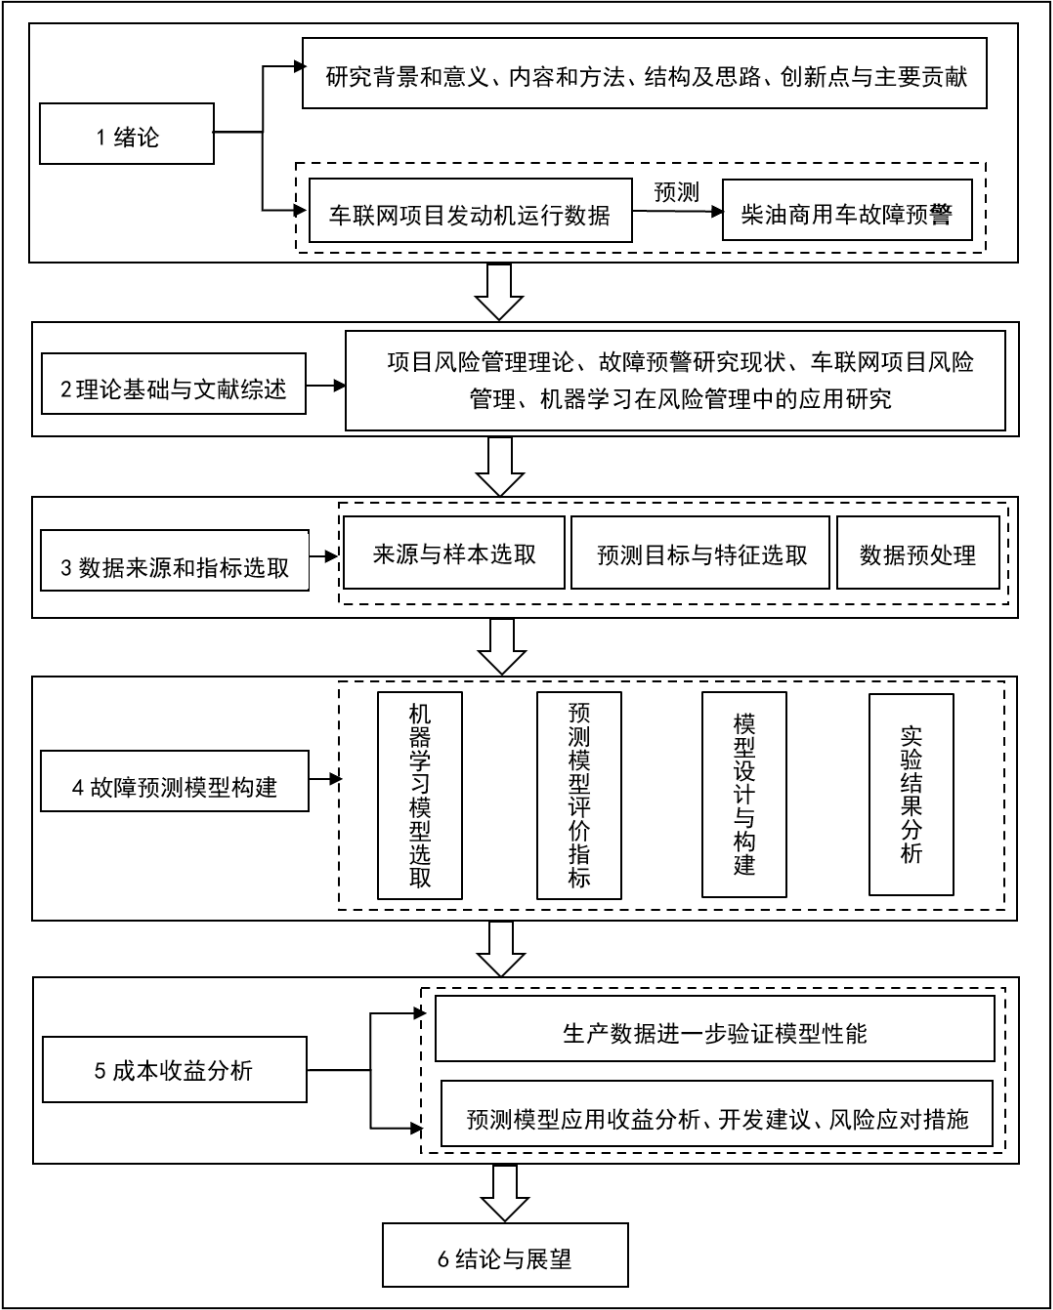 研究背景和意义、内容和方法、结构及思路、创新点与主要贡献
1 绪论
预测
车联网项目发动机运行数据
柴油商用车故障预警
项目风险管理理论、故障预警研究现状、车联网项目风险
管理、机器学习在风险管理中的应用研究
2 理论基础与文献综述
来源与样本选取
预测目标与特征选取
数据预处理
3 数据来源和指标选取
机器学习模型选取
预测模型评价指标
模型设计与构建
实验结果分析
4 故障预测模型构建
生产数据进一步验证模型性能
5 成本收益分析
预测模型应用收益分析、开发建议、风险应对措施
6 结论与展望